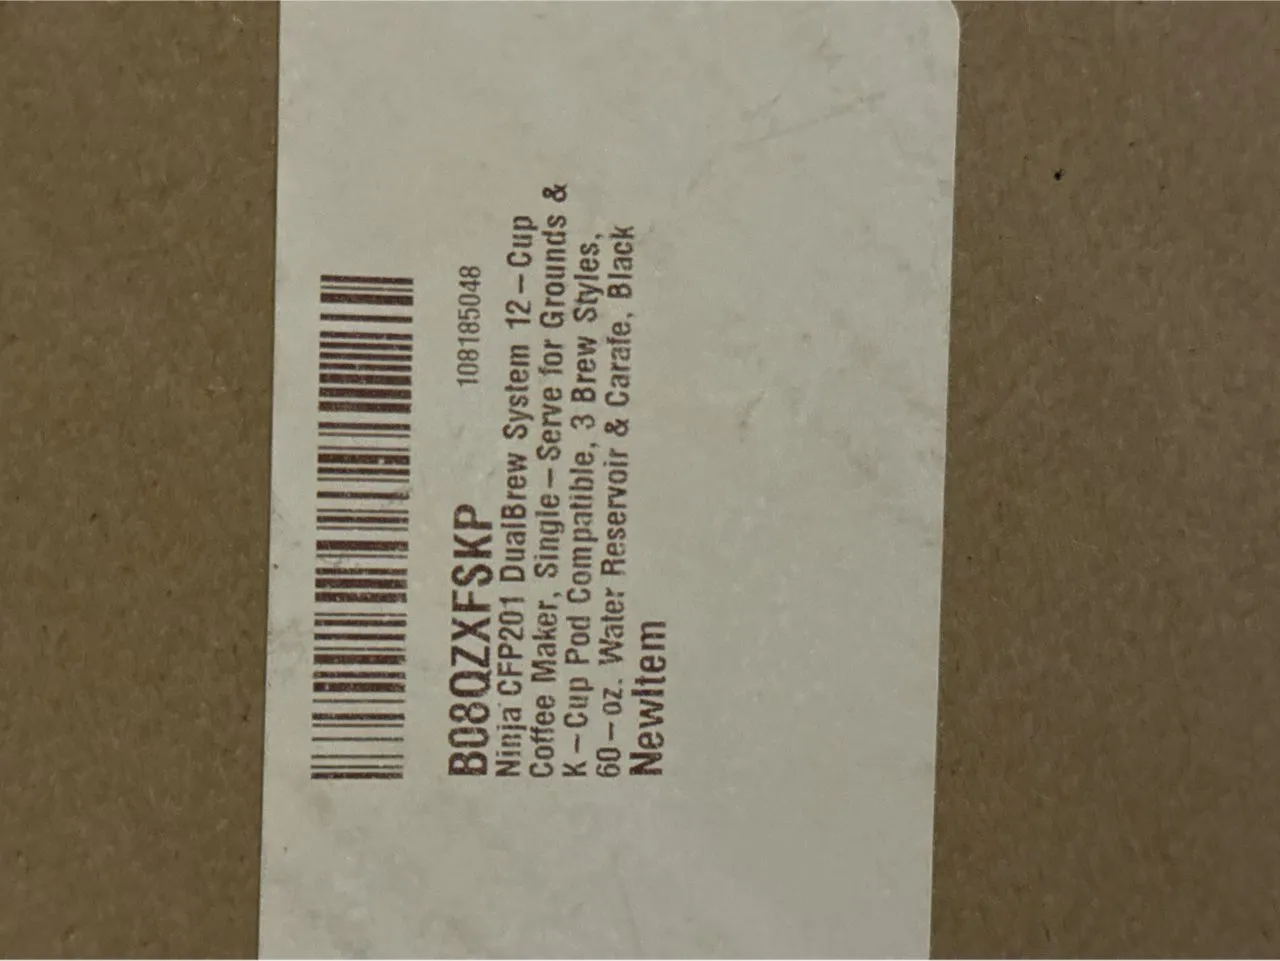 B08QZXFSKP 108185048
Ninja CFP201 DualBrew System 12-Cup
Coffee Maker, Single-Serve for Grounds &
K-Cup Pod Compatible, 3 Brew Styles,
60-oz. Water Reservoir & Carafe, Black
NewItem